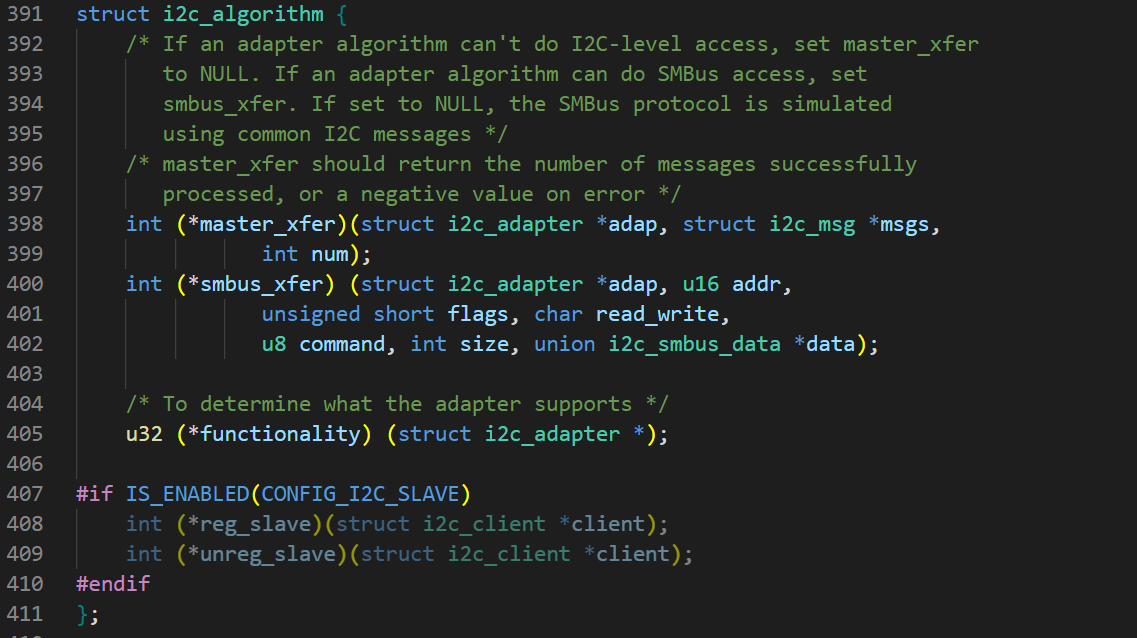 391 struct i2c_algorithm {
392 /* If an adapter algorithm can't do I2C-level access, set master_xfer
393 to NULL. If an adapter algorithm can do SMBus access, set
394 smbus_xfer. If set to NULL, the SMBus protocol is simulated
395 using common I2C messages */
396 /* master_xfer should return the number of messages successfully
397 processed, or a negative value on error */
398 int (*master_xfer)(struct i2c_adapter *adap, struct i2c_msg *msgs,
399 int num);
400 int (*smbus_xfer) (struct i2c_adapter *adap, u16 addr,
401 unsigned short flags, char read_write,
402 u8 command, int size, union i2c_smbus_data *data);
403
404 /* To determine what the adapter supports */
405 u32 (*functionality) (struct i2c_adapter *);
406
407 #if IS_ENABLED(CONFIG_I2C_SLAVE)
408 int (*reg_slave)(struct i2c_client *client);
409 int (*unreg_slave)(struct i2c_client *client);
410 #endif
411 };